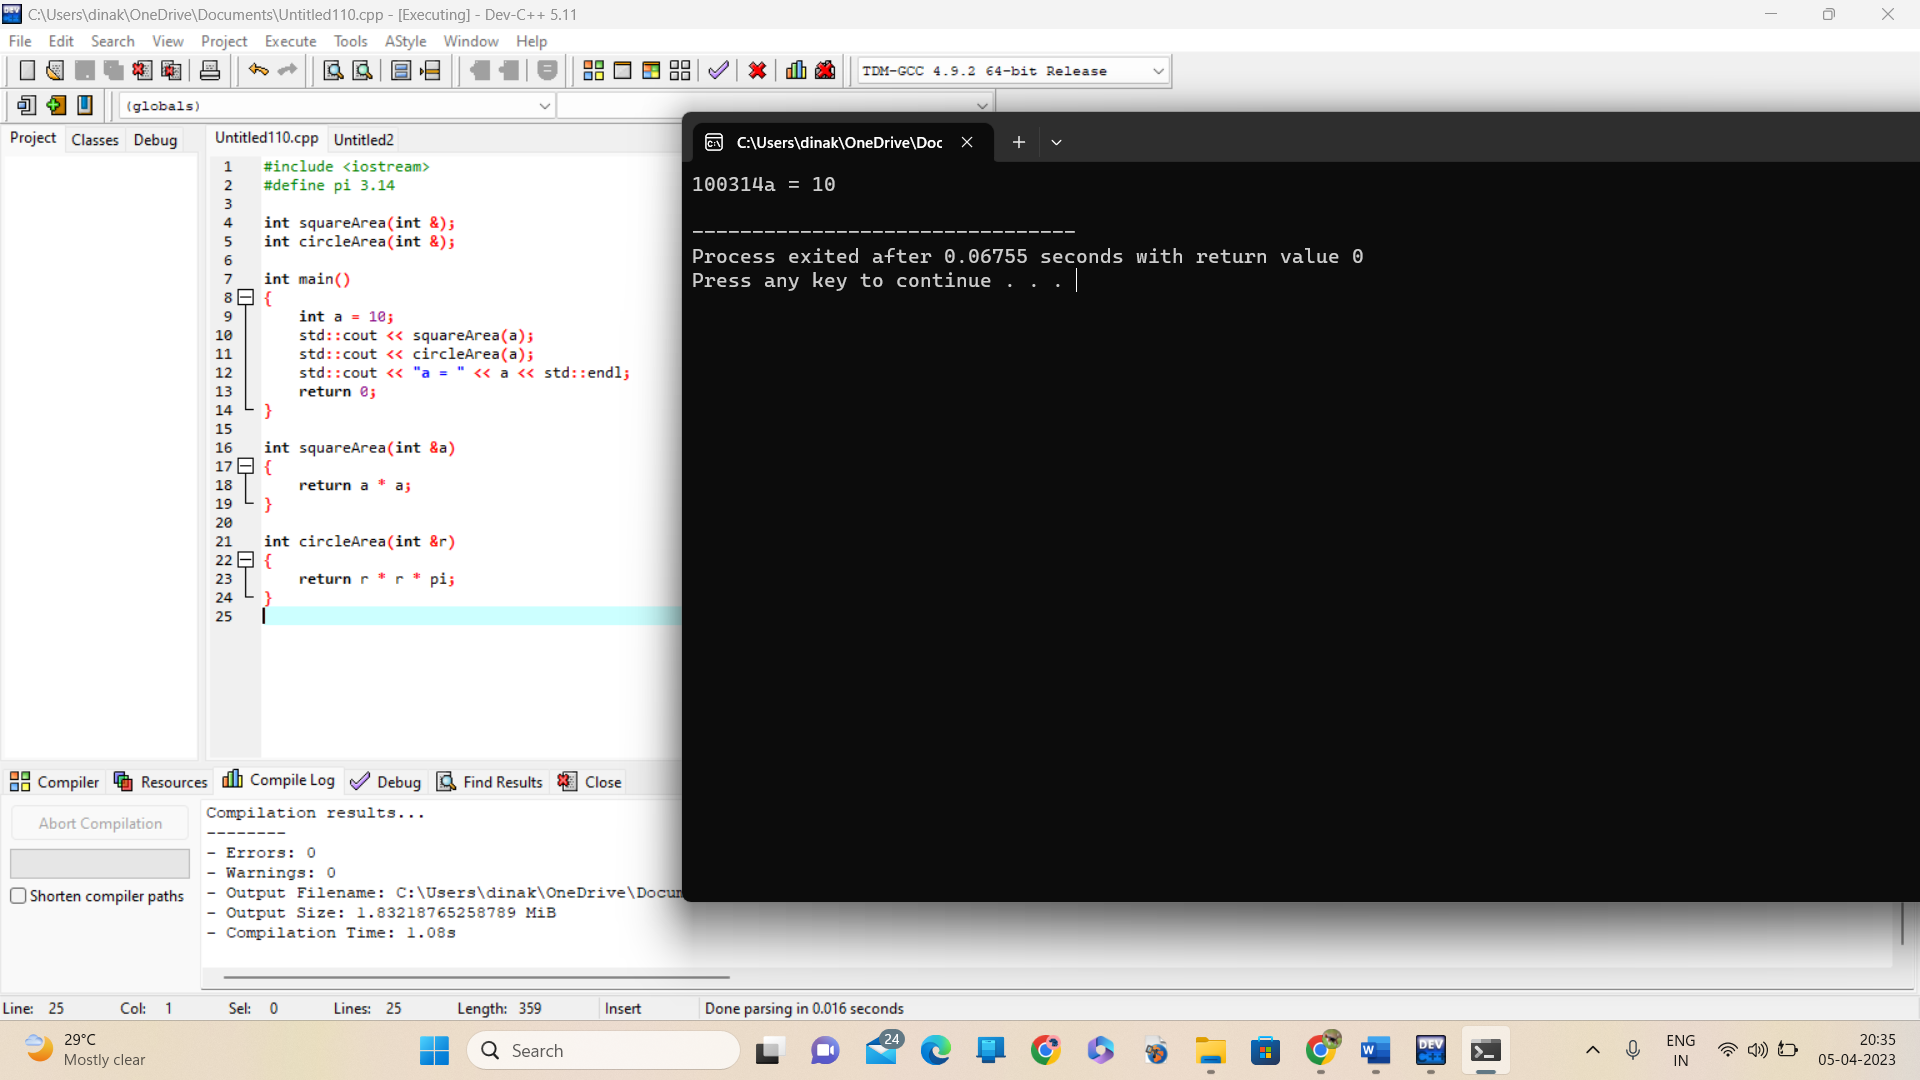 C:\Users\dinak\OneDrive\Documents\Untitled110.cpp - [Executing] - Dev-C++ 5.11
File Edit Search View Project Execute Tools AStyle Window Help
TDM-GCC 4.9.2 64-bit Release
(globals)
Project Classes Debug
Untitled110.cpp Untitled2
1 #include <iostream>
2 #define pi 3.14
3
4 int squareArea(int &);
5 int circleArea(int &);
6
7 int main()
8 {
9 int a = 10;
10 std::cout << squareArea(a);
11 std::cout << circleArea(a);
12 std::cout << "a = " << a << std::endl;
13 return 0;
14 }
15
16 int squareArea(int &a)
17 {
18 return a * a;
19 }
20
21 int circleArea(int &r)
22 {
23 return r * r * pi;
24 }
25
C:\Users\dinak\OneDrive\Doc
100314a = 10
--------------------------------
Process exited after 0.06755 seconds with return value 0
Press any key to continue . . .
Compiler Resources Compile Log Debug Find Results Close
Abort Compilation
Shorten compiler paths
Compilation results...
--------
- Errors: 0
- Warnings: 0
- Output Filename: C:\Users\dinak\OneDrive\Docum
- Output Size: 1.83218765258789 MiB
- Compilation Time: 1.08s
Line: 25 Col: 1 Sel: 0 Lines: 25 Length: 359 Insert Done parsing in 0.016 seconds
29°C
Mostly clear
Search
24
W
DEV
C++
ENG
IN
20:35
05-04-2023